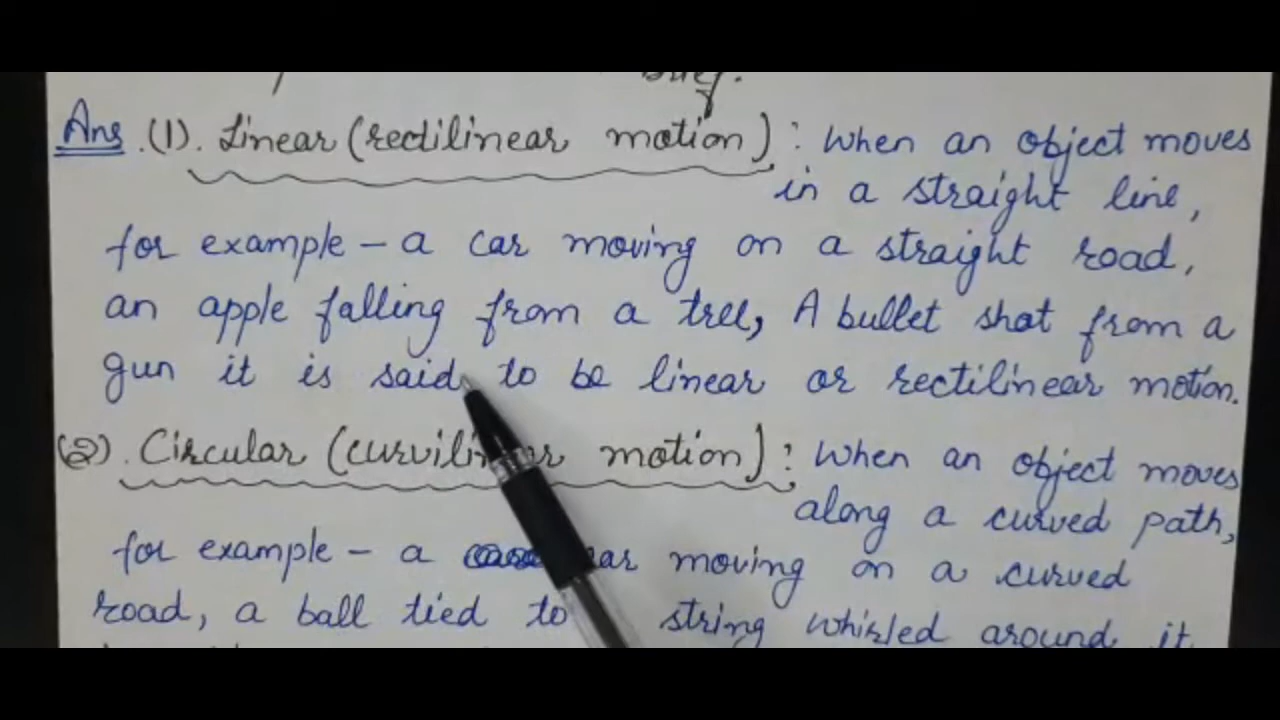 brief.
Ans .(1). Linear (rectilinear motion) : When an object moves
in a straight line,
for example - a car moving on a straight road,
an apple falling from a tree, A bullet shot from a
gun it is said to be linear or rectilinear motion.
(2). Circular (curvilinear motion) : When an object moves
along a curved path,
for example - a car moving on a curved
road, a ball tied to string whirled around it